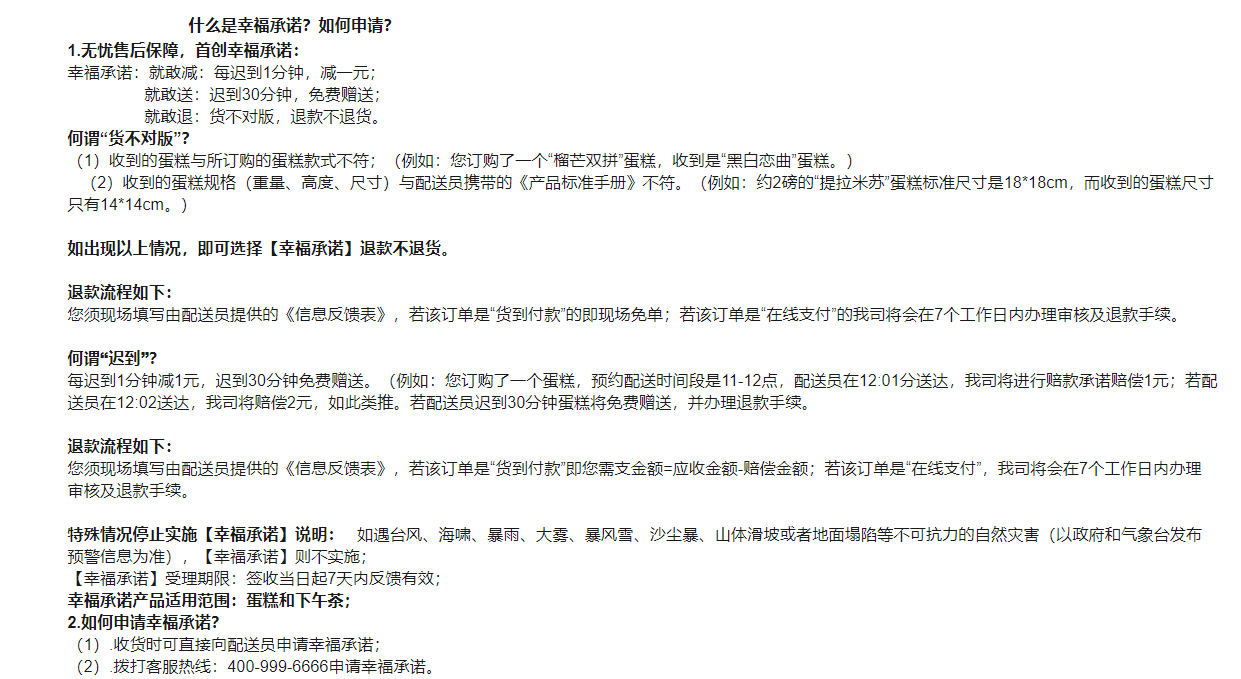 什么是幸福承诺？如何申请？
1.无忧售后保障，首创幸福承诺：
幸福承诺：就敢减：每迟到1分钟，减一元；
就敢送：迟到30分钟，免费赠送；
就敢退：货不对版，退款不退货。
何谓“货不对版”？
（1）收到的蛋糕与所订购的蛋糕款式不符；（例如：您订购了一个“榴芒双拼”蛋糕，收到是“黑白恋曲”蛋糕。）
（2）收到的蛋糕规格（重量、高度、尺寸）与配送员携带的《产品标准手册》不符。（例如：约2磅的“提拉米苏”蛋糕标准尺寸是18*18cm，而收到的蛋糕尺寸
只有14*14cm。）
如出现以上情况，即可选择【幸福承诺】退款不退货。
退款流程如下：
您须现场填写由配送员提供的《信息反馈表》，若该订单是“货到付款”的即现场免单；若该订单是“在线支付”的我司将会在7个工作日内办理审核及退款手续。
何谓“迟到”？
每迟到1分钟减1元，迟到30分钟免费赠送。（例如：您订购了一个蛋糕，预约配送时间段是11-12点，配送员在12:01分送达，我司将进行赔款承诺赔偿1元；若配
送员在12:02送达，我司将赔偿2元，如此类推。若配送员迟到30分钟蛋糕将免费赠送，并办理退款手续。
退款流程如下：
您须现场填写由配送员提供的《信息反馈表》，若该订单是“货到付款”即您需支金额=应收金额-赔偿金额；若该订单是“在线支付”，我司将会在7个工作日内办理
审核及退款手续。
特殊情况停止实施【幸福承诺】说明： 如遇台风、海啸、暴雨、大雾、暴风雪、沙尘暴、山体滑坡或者地面塌陷等不可抗力的自然灾害（以政府和气象台发布
预警信息为准），【幸福承诺】则不实施；
【幸福承诺】受理期限：签收当日起7天内反馈有效；
幸福承诺产品适用范围：蛋糕和下午茶；
2.如何申请幸福承诺？
（1）.收货时可直接向配送员申请幸福承诺；
（2）.拨打客服热线：400-999-6666申请幸福承诺。